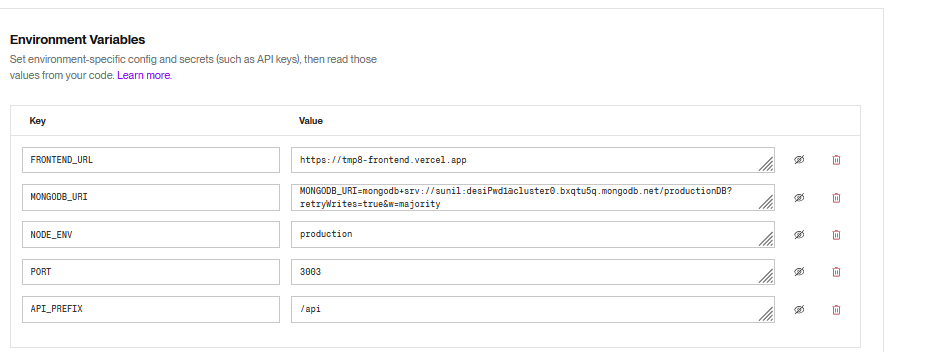 Environment Variables
Set environment-specific config and secrets (such as API keys), then read those
values from your code. Learn more.
Key Value
FRONTEND_URL https://tmp8-frontend.vercel.app
MONGODB_URI MONGODB_URI=mongodb+srv://sunil:desiPwd1@cluster0.bxqtu5q.mongodb.net/productionDB?
retryWrites=true&w=majority
NODE_ENV production
PORT 3003
API_PREFIX /api